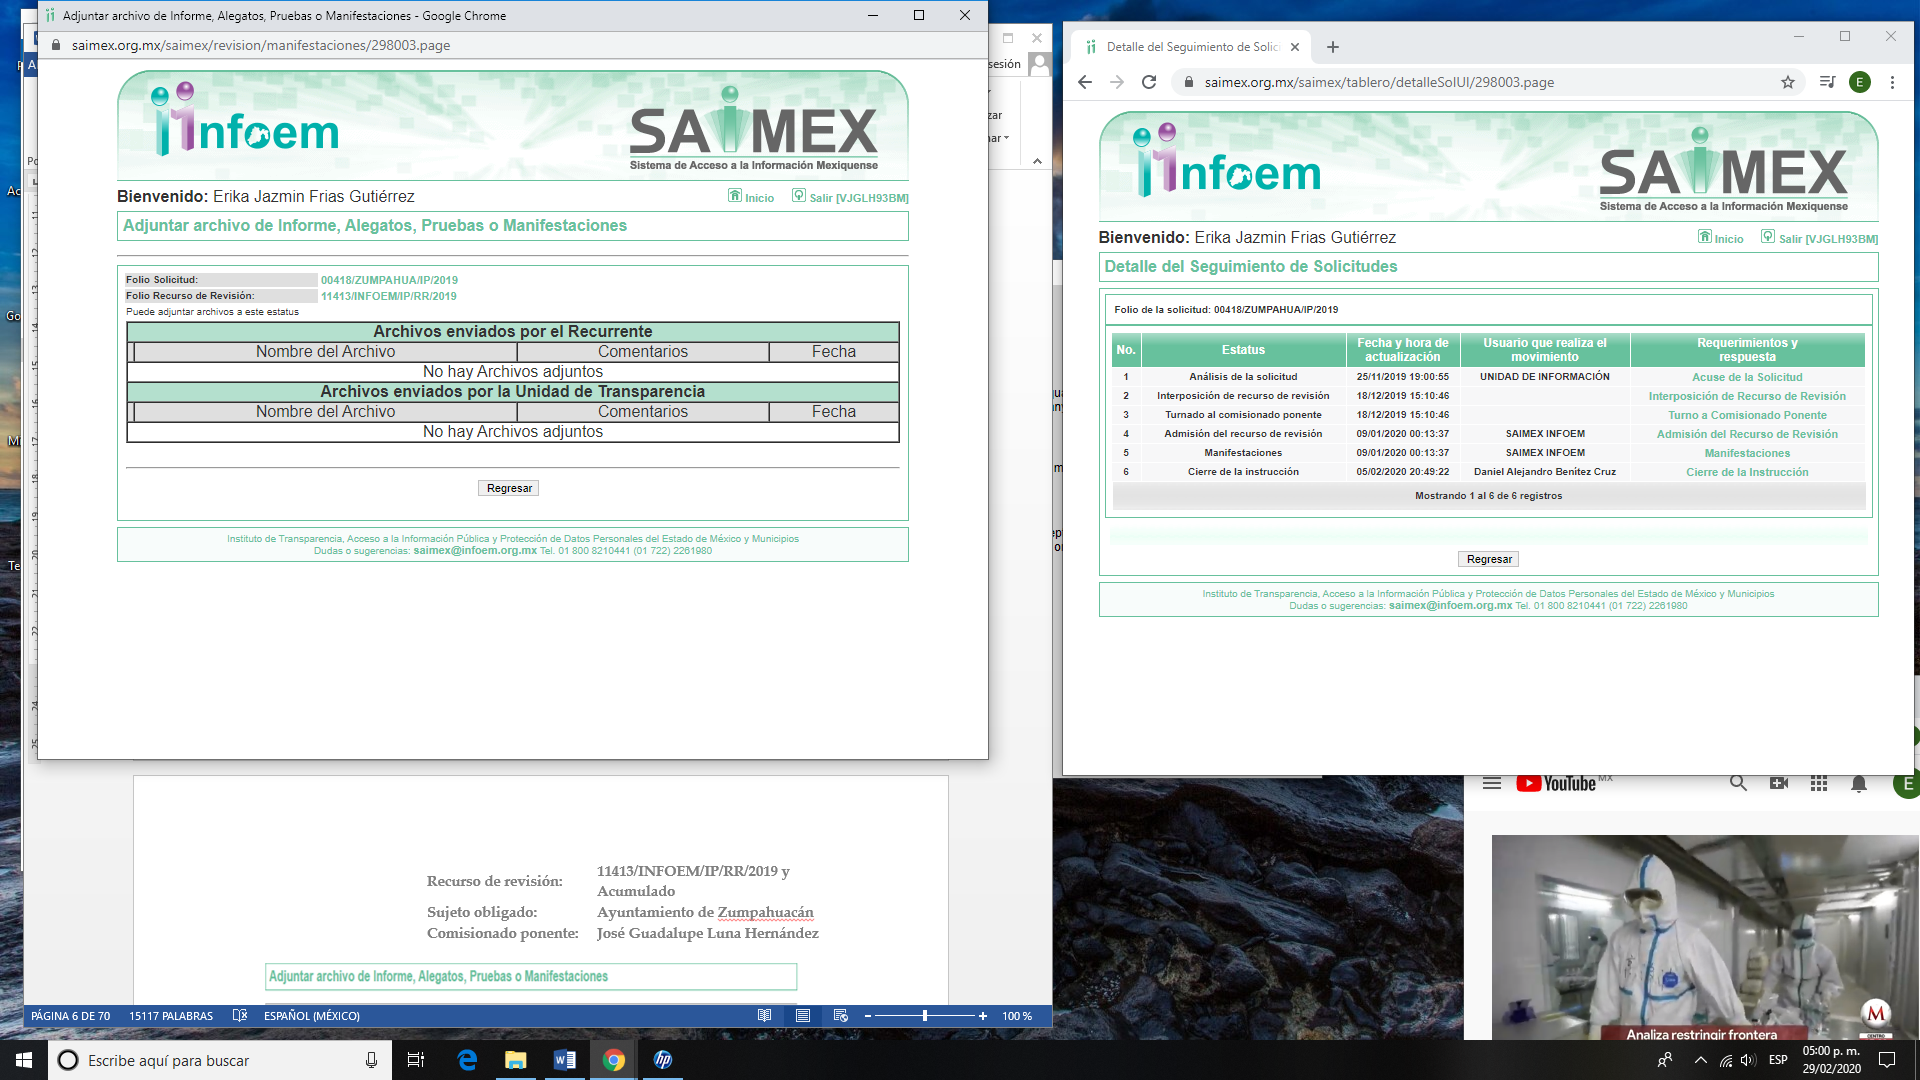 Adjuntar archivo de Informe, Alegatos, Pruebas o Manifestaciones - Google Chrome
saimex.org.mx/saimex/revision/manifestaciones/298003.page
infoem
SAIMEX
Sistema de Acceso a la Información Mexiquense
Bienvenido: Erika Jazmin Frias Gutiérrez
Inicio Salir [VJGLH93BM]
Adjuntar archivo de Informe, Alegatos, Pruebas o Manifestaciones
Folio Solicitud: 00418/ZUMPAHUA/IP/2019
Folio Recurso de Revisión: 11413/INFOEM/IP/RR/2019
Puede adjuntar archivos a este estatus
Archivos enviados por el Recurrente
Nombre del Archivo Comentarios Fecha
No hay Archivos adjuntos
Archivos enviados por la Unidad de Transparencia
Nombre del Archivo Comentarios Fecha
No hay Archivos adjuntos
Regresar
Instituto de Transparencia, Acceso a la Información Pública y Protección de Datos Personales del Estado de México y Municipios
Dudas o sugerencias: saimex@infoem.org.mx Tel. 01 800 8210441 (01 722) 2261980
sesión
Detalle del Seguimiento de Solici
saimex.org.mx/saimex/tablero/detalleSolUI/298003.page
E
infoem
SAIMEX
Sistema de Acceso a la Información Mexiquense
Bienvenido: Erika Jazmin Frias Gutiérrez
Inicio Salir [VJGLH93BM]
Detalle del Seguimiento de Solicitudes
Folio de la solicitud: 00418/ZUMPAHUA/IP/2019
No. Estatus Fecha y hora de actualización Usuario que realiza el movimiento Requerimientos y respuesta
1 Análisis de la solicitud 25/11/2019 19:00:55 UNIDAD DE INFORMACIÓN Acuse de la Solicitud
2 Interposición de recurso de revisión 18/12/2019 15:10:46 Interposición de Recurso de Revisión
3 Turnado al comisionado ponente 18/12/2019 15:10:46 Turno a Comisionado Ponente
4 Admisión del recurso de revisión 09/01/2020 00:13:37 SAIMEX INFOEM Admisión del Recurso de Revisión
5 Manifestaciones 09/01/2020 00:13:37 SAIMEX INFOEM Manifestaciones
6 Cierre de la instrucción 05/02/2020 20:49:22 Daniel Alejandro Benítez Cruz Cierre de la Instrucción
Mostrando 1 al 6 de 6 registros
Regresar
Instituto de Transparencia, Acceso a la Información Pública y Protección de Datos Personales del Estado de México y Municipios
Dudas o sugerencias: saimex@infoem.org.mx Tel. 01 800 8210441 (01 722) 2261980
YouTube MX
E
M
Analiza restringir frontera
Recurso de revisión: 11413/INFOEM/IP/RR/2019 y
Acumulado
Sujeto obligado: Ayuntamiento de Zumpahuacán
Comisionado ponente: José Guadalupe Luna Hernández
Adjuntar archivo de Informe, Alegatos, Pruebas o Manifestaciones
PÁGINA 6 DE 70 15117 PALABRAS ESPAÑOL (MÉXICO) 100 %
Escribe aquí para buscar
ESP
05:00 p. m.
29/02/2020